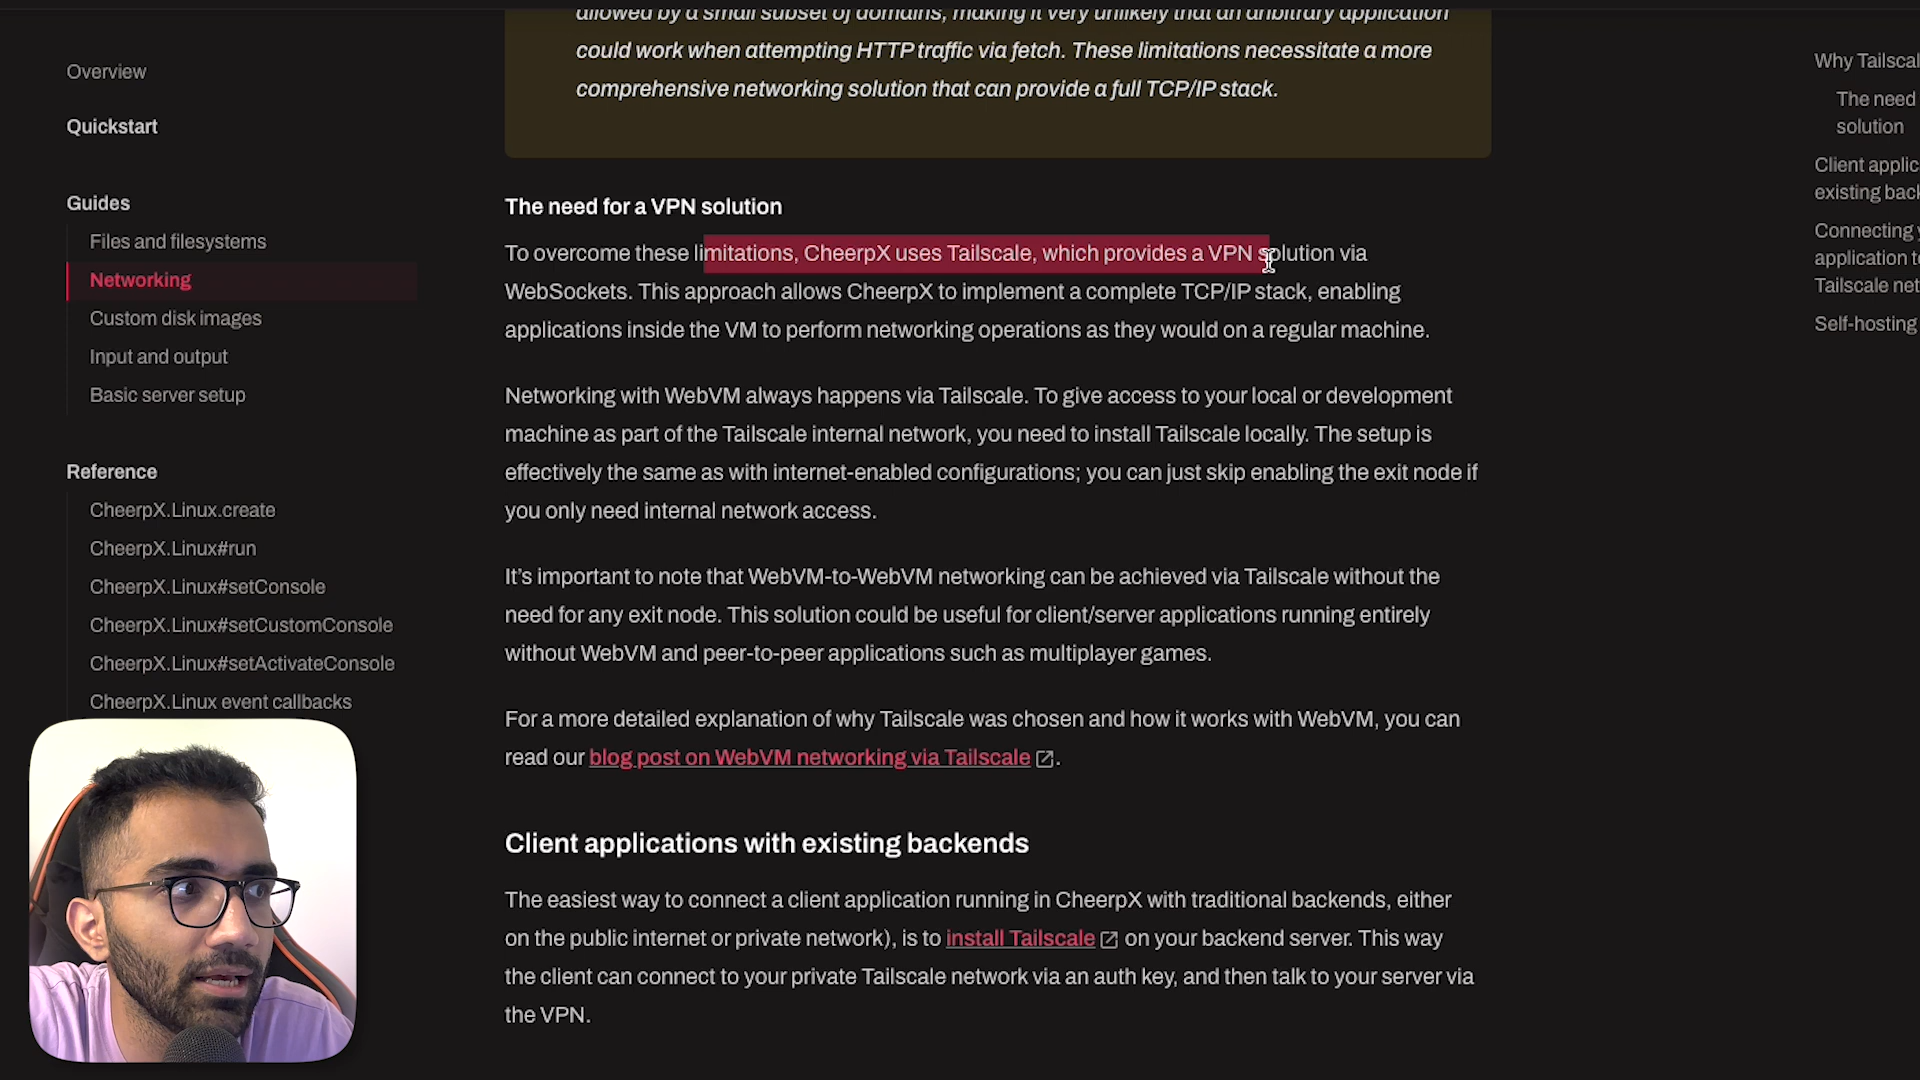 allowed by a small subset of domains, making it very unlikely that an arbitrary application
could work when attempting HTTP traffic via fetch. These limitations necessitate a more
comprehensive networking solution that can provide a full TCP/IP stack.
Overview
Quickstart
Guides
Files and filesystems
Networking
Custom disk images
Input and output
Basic server setup
Reference
CheerpX.Linux.create
CheerpX.Linux#run
CheerpX.Linux#setConsole
CheerpX.Linux#setCustomConsole
CheerpX.Linux#setActivateConsole
CheerpX.Linux event callbacks
The need for a VPN solution
To overcome these limitations, CheerpX uses Tailscale, which provides a VPN solution via
WebSockets. This approach allows CheerpX to implement a complete TCP/IP stack, enabling
applications inside the VM to perform networking operations as they would on a regular machine.
Networking with WebVM always happens via Tailscale. To give access to your local or development
machine as part of the Tailscale internal network, you need to install Tailscale locally. The setup is
effectively the same as with internet-enabled configurations; you can just skip enabling the exit node if
you only need internal network access.
It's important to note that WebVM-to-WebVM networking can be achieved via Tailscale without the
need for any exit node. This solution could be useful for client/server applications running entirely
without WebVM and peer-to-peer applications such as multiplayer games.
For a more detailed explanation of why Tailscale was chosen and how it works with WebVM, you can
read our blog post on WebVM networking via Tailscale.
Client applications with existing backends
The easiest way to connect a client application running in CheerpX with traditional backends, either
on the public internet or private network), is to install Tailscale on your backend server. This way
the client can connect to your private Tailscale network via an auth key, and then talk to your server via
the VPN.
Why Tailscal
The need
solution
Client applic
existing back
Connecting
application to
Tailscale net
Self-hosting